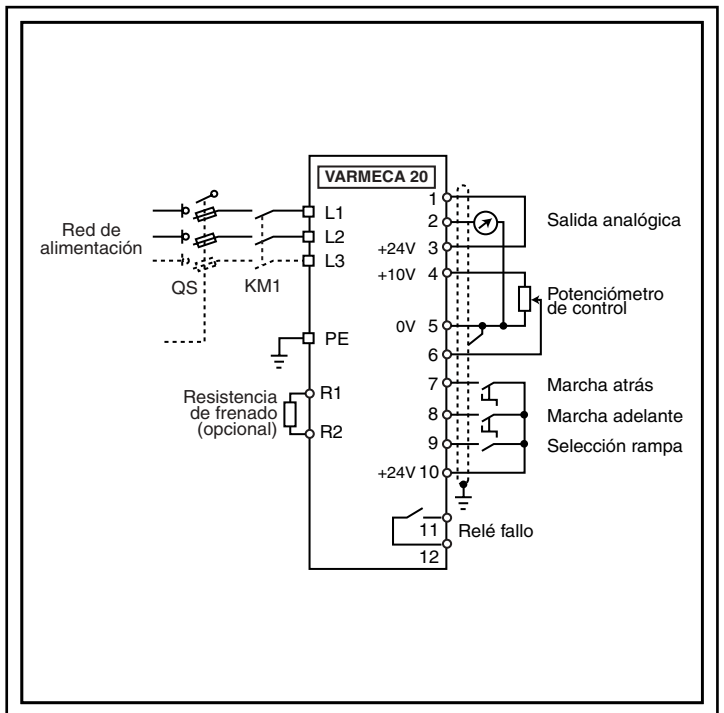 VARMECA 20
Red de
alimentación
QS
KM1
L1
L2
L3
PE
Resistencia
de frenado
(opcional)
R1
R2
1
2
+24V 3
+10V 4
0V 5
6
7
8
9
+24V 10
11
12
Salida analógica
Potenciómetro
de control
Marcha atrás
Marcha adelante
Selección rampa
Relé fallo